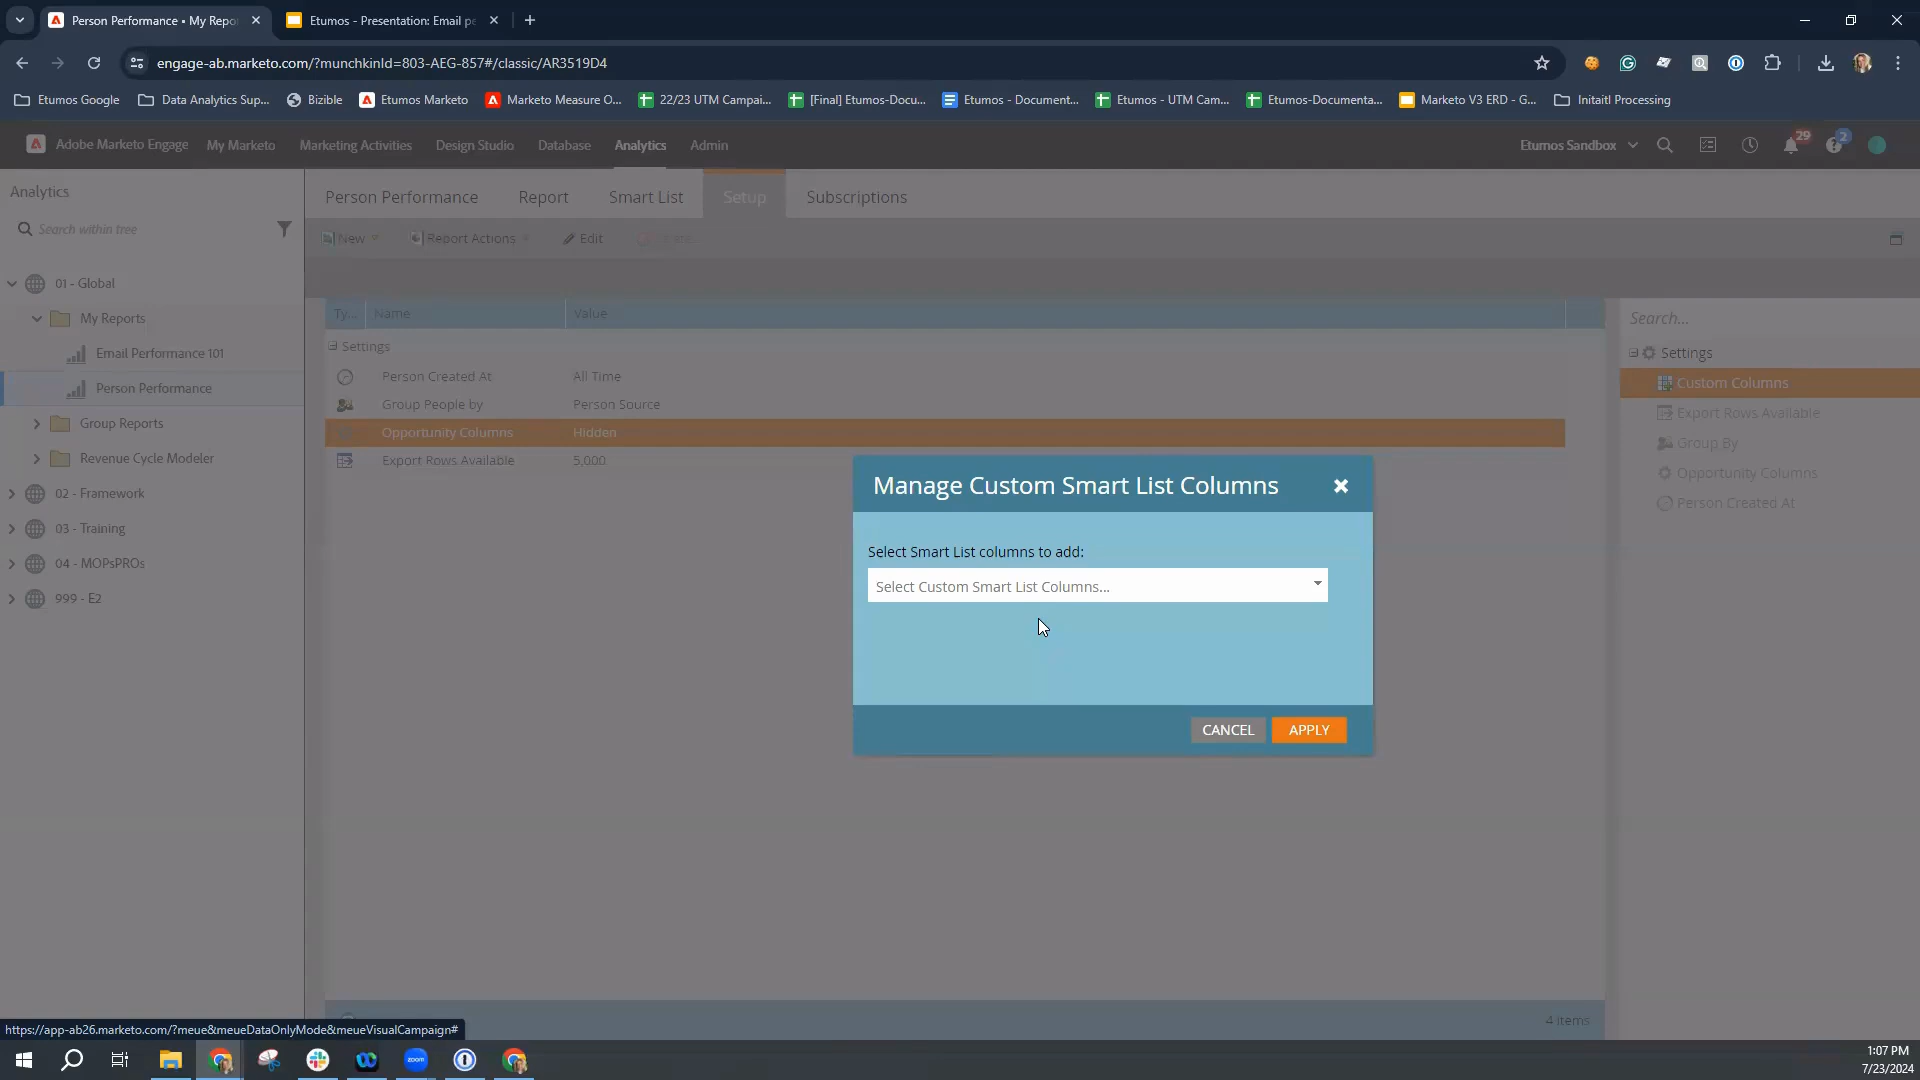 Person Performance • My Repo
Etumos - Presentation: Email pe
engage-ab.marketo.com/?munchkinId=803-AEG-857#/classic/AR3519D4
Etumos Google
Data Analytics Sup...
Bizible
Etumos Marketo
Marketo Measure O...
22/23 UTM Campai...
[Final] Etumos-Docu...
Etumos - Document...
Etumos - UTM Cam...
Etumos-Documenta...
Marketo V3 ERD - G...
Initaitl Processing
Adobe Marketo Engage
My Marketo
Marketing Activities
Design Studio
Database
Analytics
Admin
Etumos Sandbox
29
2
Analytics
Search within tree
01 - Global
My Reports
Email Performance 101
Person Performance
Group Reports
Revenue Cycle Modeler
02 - Framework
03 - Training
04 - MOPsPROs
999 - E2
Person Performance
Report
Smart List
Setup
Subscriptions
New
Report Actions
Edit
Ty...
Name
Value
Settings
Person Created At
All Time
Group People by
Person Source
Opportunity Columns
Hidden
Export Rows Available
5,000
Manage Custom Smart List Columns
Select Smart List columns to add:
Select Custom Smart List Columns...
CANCEL
APPLY
Search...
Settings
Custom Columns
Export Rows Available
Group By
Opportunity Columns
Person Created At
4 items
https://app-ab26.marketo.com/?meue&meueDataOnlyMode&meueVisualCampaign#
zoom
1:07 PM
7/23/2024